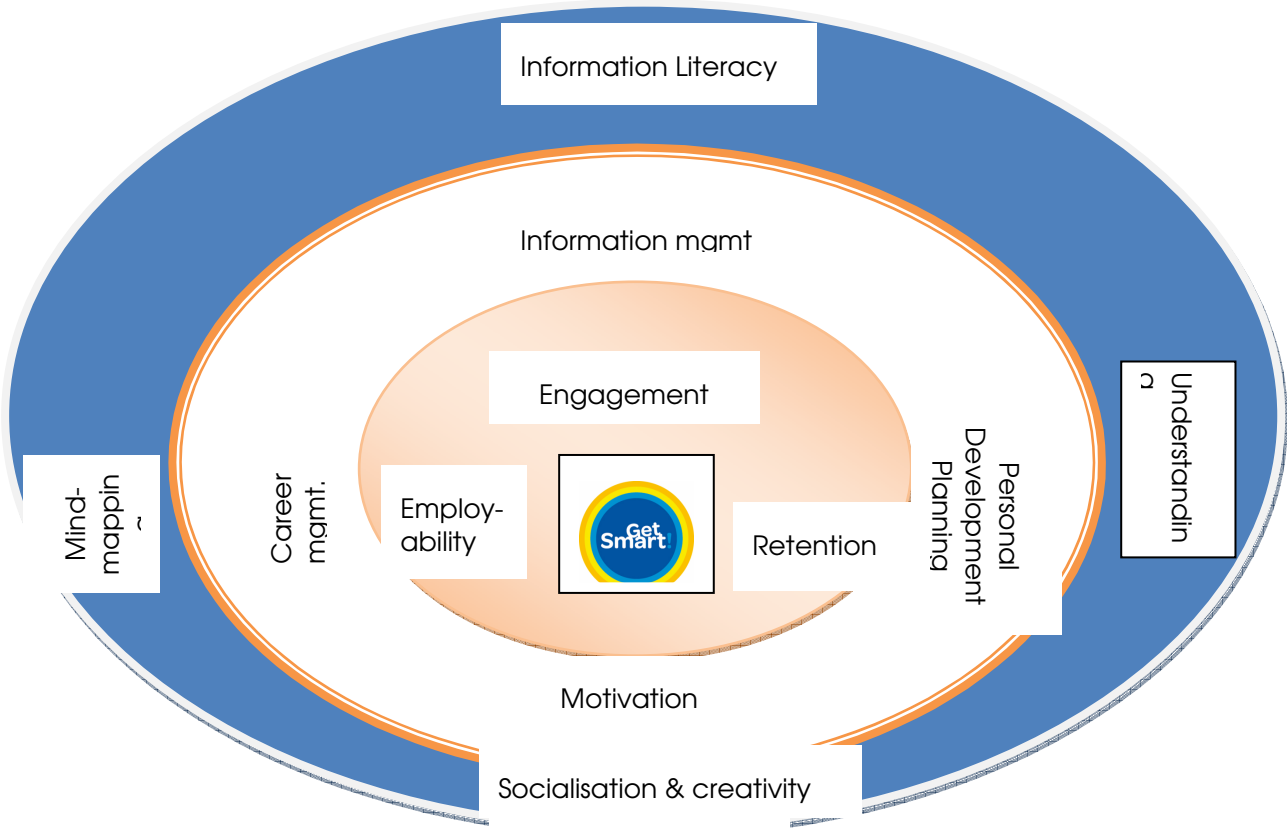 Information Literacy
Information mgmt
Engagement
Mind-
mappin
Career
mgmt.
Employ-
ability
Get
Smart!
Retention
Personal
Development
Planning
Understandin
Motivation
Socialisation & creativity